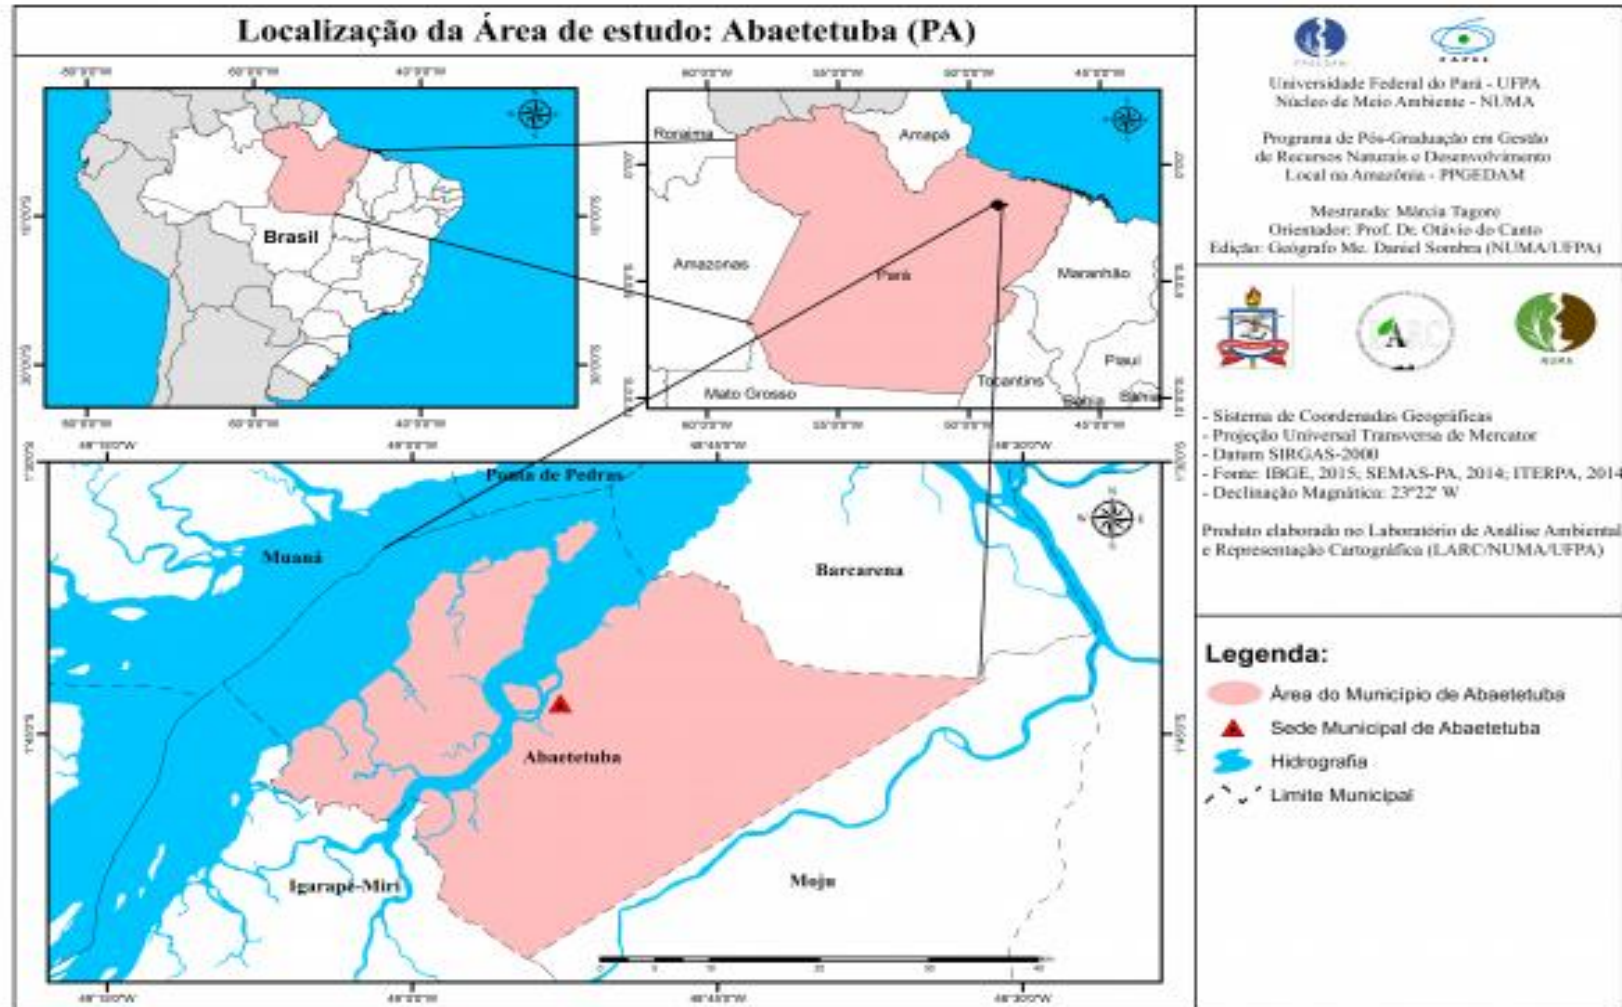 Localização da Área de estudo: Abaetetuba (PA)
Brasil
Roraima
Amapá
Amazonas
Pará
Maranhão
Piauí
Mato Grosso
Tocantins
Bahia
Bahia
Ponta de Pedras
Muaná
Barcarena
Abaetetuba
Igarapé-Miri
Moju
Universidade Federal do Pará - UFPA
Núcleo de Meio Ambiente - NUMA
Programa de Pós-Graduação em Gestão
de Recursos Naturais e Desenvolvimento
Local na Amazônia - PPGEDAM
Mestranda: Márcia Tagore
Orientador: Prof. Dr. Otávio do Canto
Edição: Geógrafo Me. Daniel Sombra (NUMA/UFPA)
NUMA
- Sistema de Coordenadas Geográficas
- Projeção Universal Transversa de Mercator
- Datum SIRGAS-2000
- Fonte: IBGE, 2015; SEMAS-PA, 2014; ITERPA, 2014
- Declinação Magnética: 23°22' W
Produto elaborado no Laboratório de Análise Ambiental
e Representação Cartográfica (LARC/NUMA/UFPA)
Legenda:
Área do Município de Abaetetuba
Sede Municipal de Abaetetuba
Hidrografia
Limite Municipal